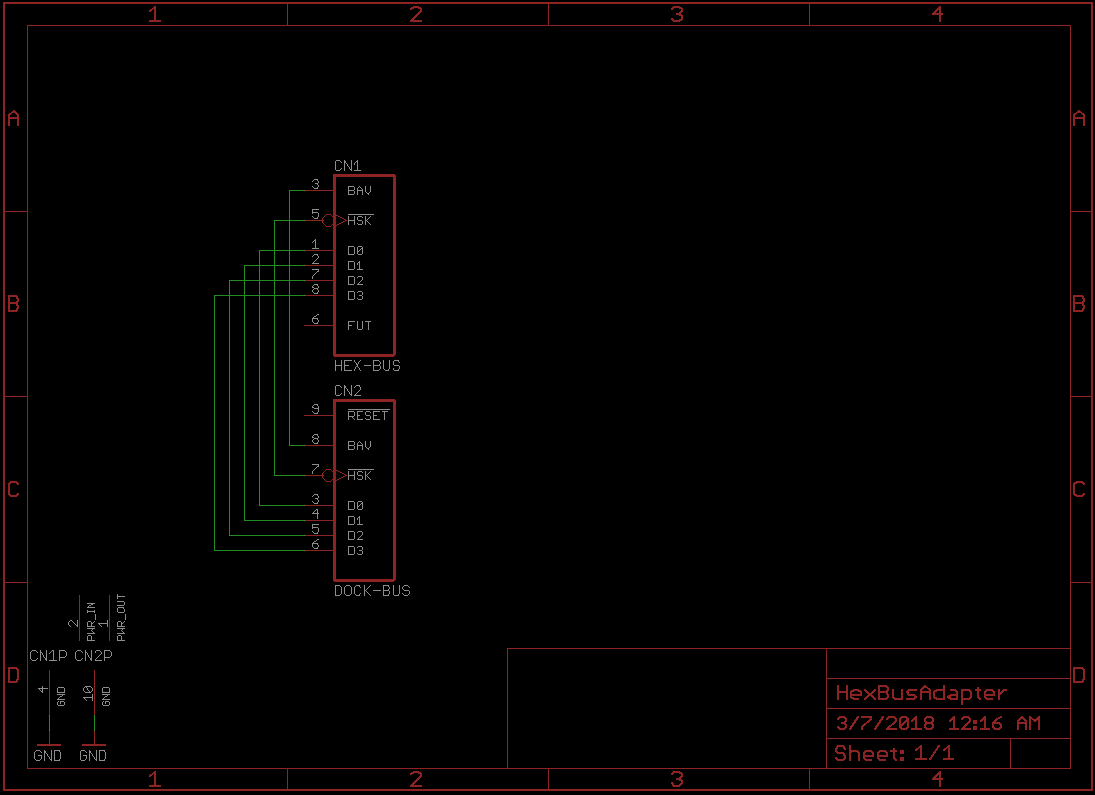 1 2 3 4
A A
CN1
3 BAV
5 HSK
1 D0
2 D1
7 D2
8 D3
B B
6 FUT
HEX-BUS
CN2
9 RESET
8 BAV
7 HSK
C C
3 D0
4 D1
5 D2
6 D3
DOCK-BUS
2 PWR_IN 1 PWR_OUT
CN1P CN2P
D D
4 GND 10 GND
GND GND
HexBusAdapter
3/7/2018 12:16 AM
Sheet: 1/1
1 2 3 4